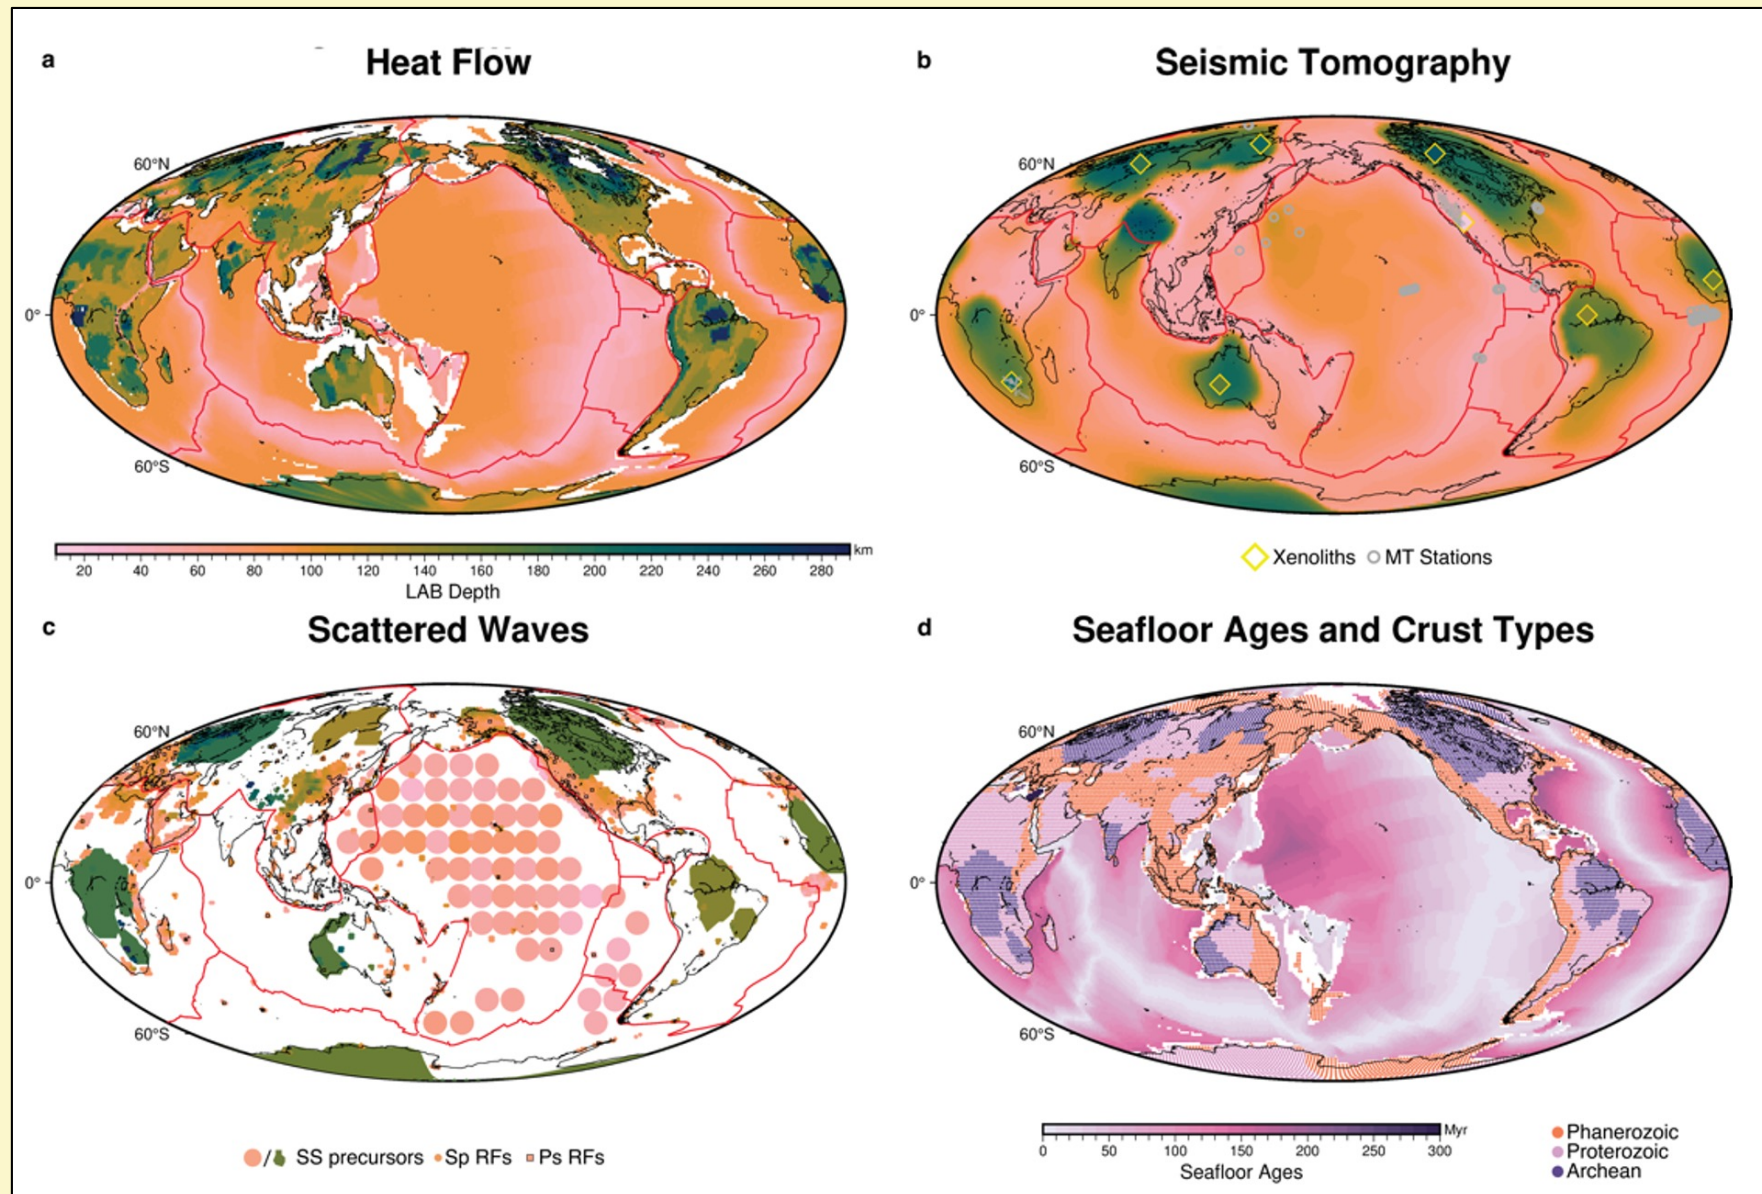 a Heat Flow
60°N
0°
60°S
km
20 40 60 80 100 120 140 160 180 200 220 240 260 280
LAB Depth
b Seismic Tomography
60°N
0°
60°S
Xenoliths MT Stations
c Scattered Waves
60°N
0°
60°S
/ SS precursors Sp RFs Ps RFs
d Seafloor Ages and Crust Types
60°N
0°
60°S
Myr
0 50 100 150 200 250 300
Seafloor Ages
Phanerozoic
Proterozoic
Archean